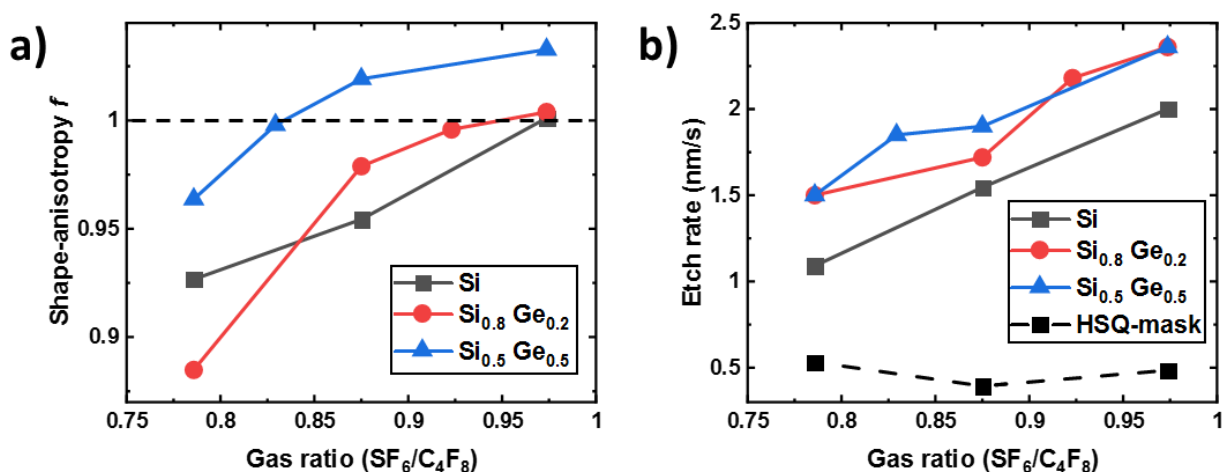 a)
Shape-anisotropy f
1
0.95
0.9
0.75 0.8 0.85 0.9 0.95 1
Gas ratio (SF₆/C₄F₈)
Si
Si₀.₈ Ge₀.₂
Si₀.₅ Ge₀.₅
b)
Etch rate (nm/s)
2.5
2
1.5
1
0.5
0.75 0.8 0.85 0.9 0.95 1
Gas ratio (SF₆/C₄F₈)
Si
Si₀.₈ Ge₀.₂
Si₀.₅ Ge₀.₅
HSQ-mask